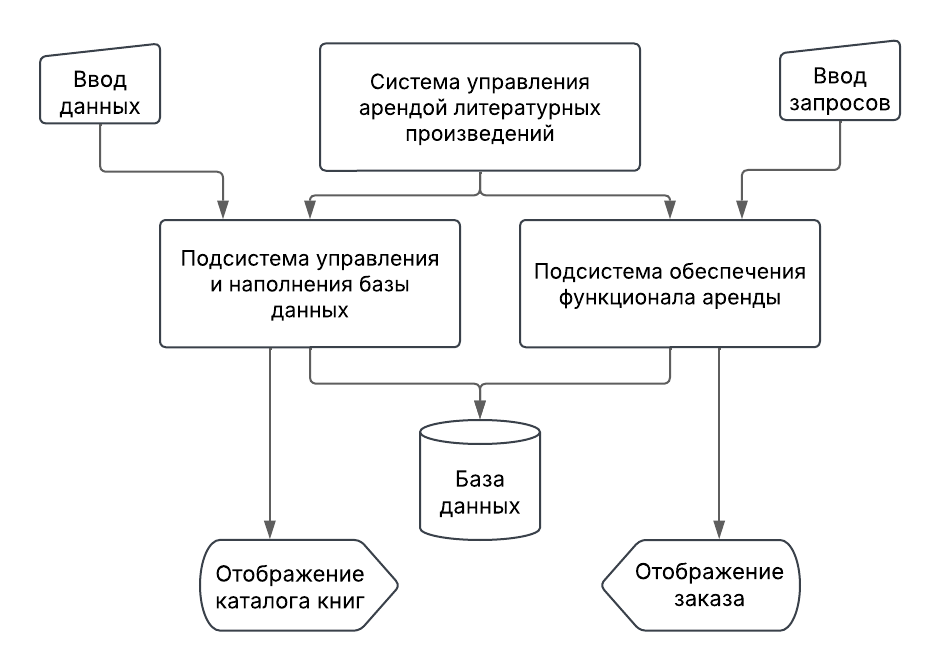 Ввод
данных
Система управления
арендой литературных
произведений
Ввод
запросов
Подсистема управления
и наполнения базы
данных
Подсистема обеспечения
функционала аренды
База
данных
Отображение
каталога книг
Отображение
заказа